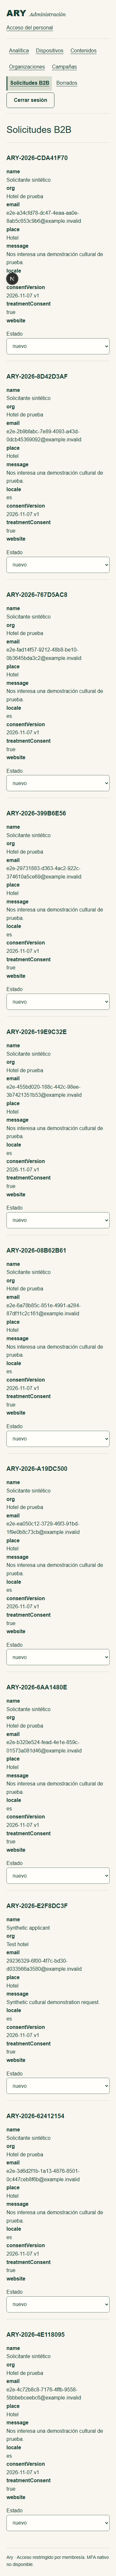 ARY Administración
Acceso del personal
Analítica Dispositivos Contenidos
Organizaciones Campañas
Solicitudes B2B Borrados
Cerrar sesión
Solicitudes B2B
ARY-2026-CDA41F70
name
Solicitante sintético
org
Hotel de prueba
email
place
Hotel
message
Nos interesa una demostración cultural de
prueba.
locale
N
consentVersion
2026-11-07.v1
treatmentConsent
true
website
Estado
nuevo
ARY-2026-8D42D3AF
name
Solicitante sintético
org
Hotel de prueba
email
place
Hotel
message
Nos interesa una demostración cultural de
prueba.
locale
es
consentVersion
2026-11-07.v1
treatmentConsent
true
website
Estado
nuevo
ARY-2026-767D5AC8
name
Solicitante sintético
org
Hotel de prueba
email
place
Hotel
message
Nos interesa una demostración cultural de
prueba.
locale
es
consentVersion
2026-11-07.v1
treatmentConsent
true
website
Estado
nuevo
ARY-2026-399B6E56
name
Solicitante sintético
org
Hotel de prueba
email
place
Hotel
message
Nos interesa una demostración cultural de
prueba.
locale
es
consentVersion
2026-11-07.v1
treatmentConsent
true
website
Estado
nuevo
ARY-2026-19E9C32E
name
Solicitante sintético
org
Hotel de prueba
email
place
Hotel
message
Nos interesa una demostración cultural de
prueba.
locale
es
consentVersion
2026-11-07.v1
treatmentConsent
true
website
Estado
nuevo
ARY-2026-08B62B61
name
Solicitante sintético
org
Hotel de prueba
email
place
Hotel
message
Nos interesa una demostración cultural de
prueba.
locale
es
consentVersion
2026-11-07.v1
treatmentConsent
true
website
Estado
nuevo
ARY-2026-A19DC500
name
Solicitante sintético
org
Hotel de prueba
email
place
Hotel
message
Nos interesa una demostración cultural de
prueba.
locale
es
consentVersion
2026-11-07.v1
treatmentConsent
true
website
Estado
nuevo
ARY-2026-6AA1480E
name
Solicitante sintético
org
Hotel de prueba
email
place
Hotel
message
Nos interesa una demostración cultural de
prueba.
locale
es
consentVersion
2026-11-07.v1
treatmentConsent
true
website
Estado
nuevo
ARY-2026-E2F8DC3F
name
Synthetic applicant
org
Test hotel
email
place
Hotel
message
Synthetic cultural demonstration request
locale
es
consentVersion
2026-11-07.v1
treatmentConsent
true
website
Estado
nuevo
ARY-2026-62412154
name
Solicitante sintético
org
Hotel de prueba
email
place
Hotel
message
Nos interesa una demostración cultural de
prueba.
locale
es
consentVersion
2026-11-07.v1
treatmentConsent
true
website
Estado
nuevo
ARY-2026-4E118095
name
Solicitante sintético
org
Hotel de prueba
email
place
Hotel
message
Nos interesa una demostración cultural de
prueba.
locale
es
consentVersion
2026-11-07.v1
treatmentConsent
true
website
Estado
nuevo
Ary · Acceso restringido por membresía. MFA nativo
no disponible.